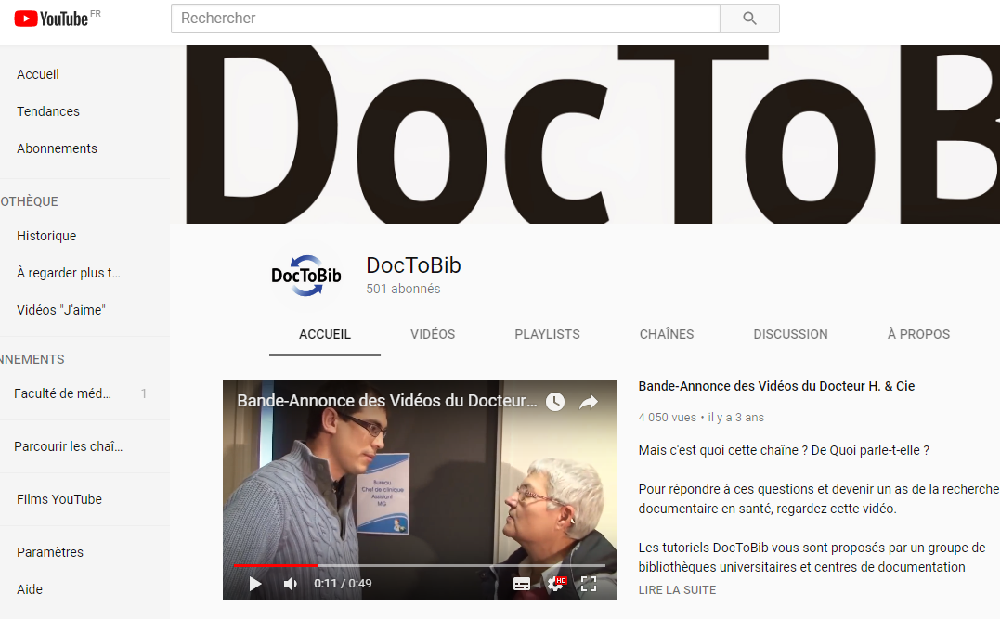 YouTube FR
Rechercher
Accueil
Tendances
Abonnements
OTHÈQUE
Historique
À regarder plus t...
Vidéos "J'aime"
NNEMENTS
Faculté de méd... 1
Parcourir les chaî...
Films YouTube
Paramètres
Aide
DocToB
DocToBib
DocToBib
501 abonnés
ACCUEIL VIDÉOS PLAYLISTS CHAÎNES DISCUSSION À PROPOS
Bande-Annonce des Vidéos du Docteur...
Bureau
Chef de clinique
Assistant
MG
0:11 / 0:49
HD
Bande-Annonce des Vidéos du Docteur H. & Cie
4 050 vues • il y a 3 ans
Mais c'est quoi cette chaîne ? De Quoi parle-t-elle ?
Pour répondre à ces questions et devenir un as de la recherche
documentaire en santé, regardez cette vidéo.
Les tutoriels DocToBib vous sont proposés par un groupe de
bibliothèques universitaires et centres de documentation
LIRE LA SUITE